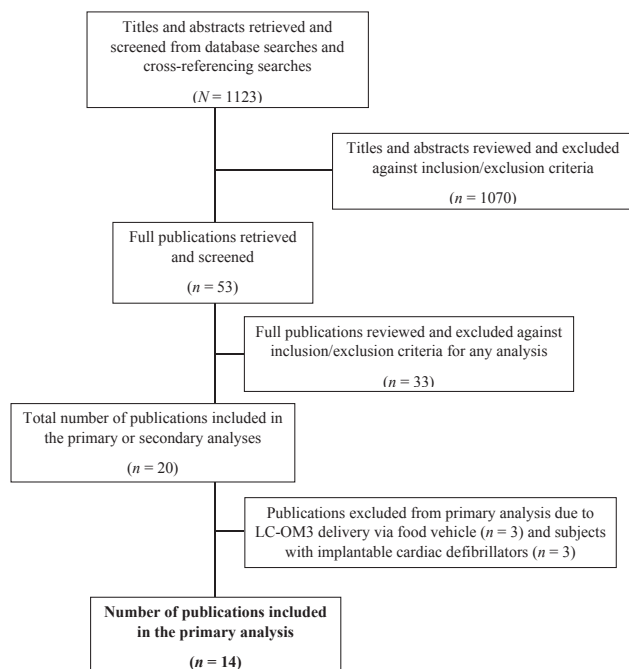 Titles and abstracts retrieved and
screened from database searches and
cross-referencing searches
(N = 1123)
Titles and abstracts reviewed and excluded
against inclusion/exclusion criteria
(n = 1070)
Full publications retrieved
and screened
(n = 53)
Full publications reviewed and excluded against
inclusion/exclusion criteria for any analysis
(n = 33)
Total number of publications included in
the primary or secondary analyses
(n = 20)
Publications excluded from primary analysis due to
LC-OM3 delivery via food vehicle (n = 3) and subjects
with implantable cardiac defibrillators (n = 3)
Number of publications included
in the primary analysis
(n = 14)